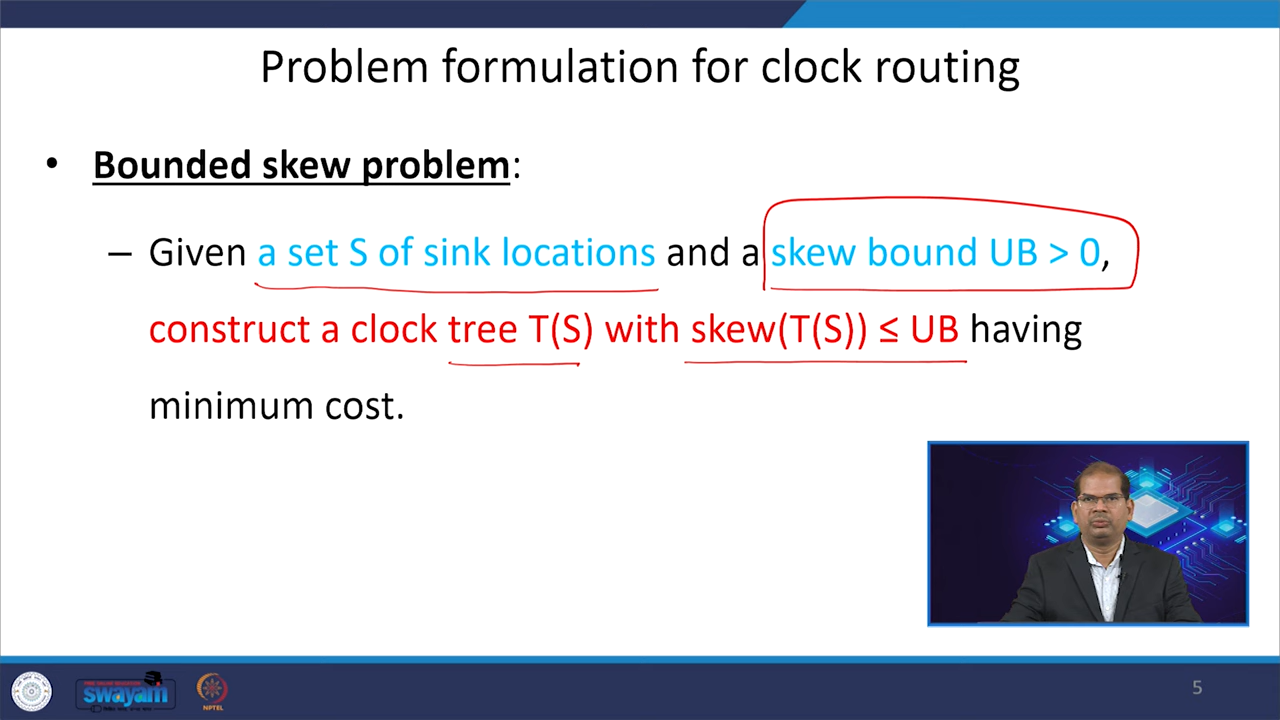 Problem formulation for clock routing
• Bounded skew problem:
– Given a set S of sink locations and a skew bound UB > 0,
construct a clock tree T(S) with skew(T(S)) ≤ UB having
minimum cost.
swayam
NPTEL
5